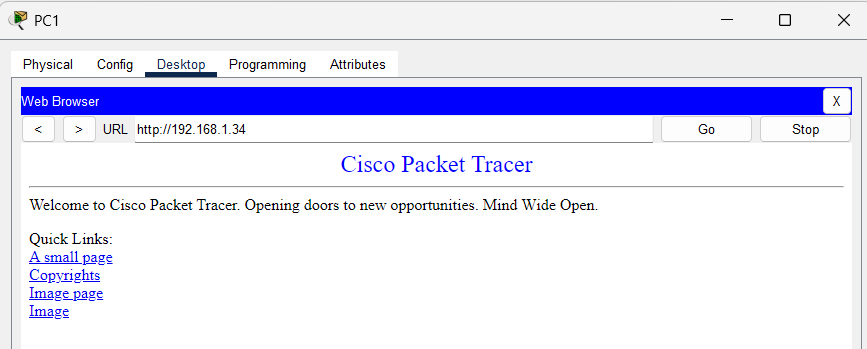 PC1
Physical Config Desktop Programming Attributes
Web Browser X
< > URL http://192.168.1.34 Go Stop
Cisco Packet Tracer
Welcome to Cisco Packet Tracer. Opening doors to new opportunities. Mind Wide Open.
Quick Links:
A small page
Copyrights
Image page
Image